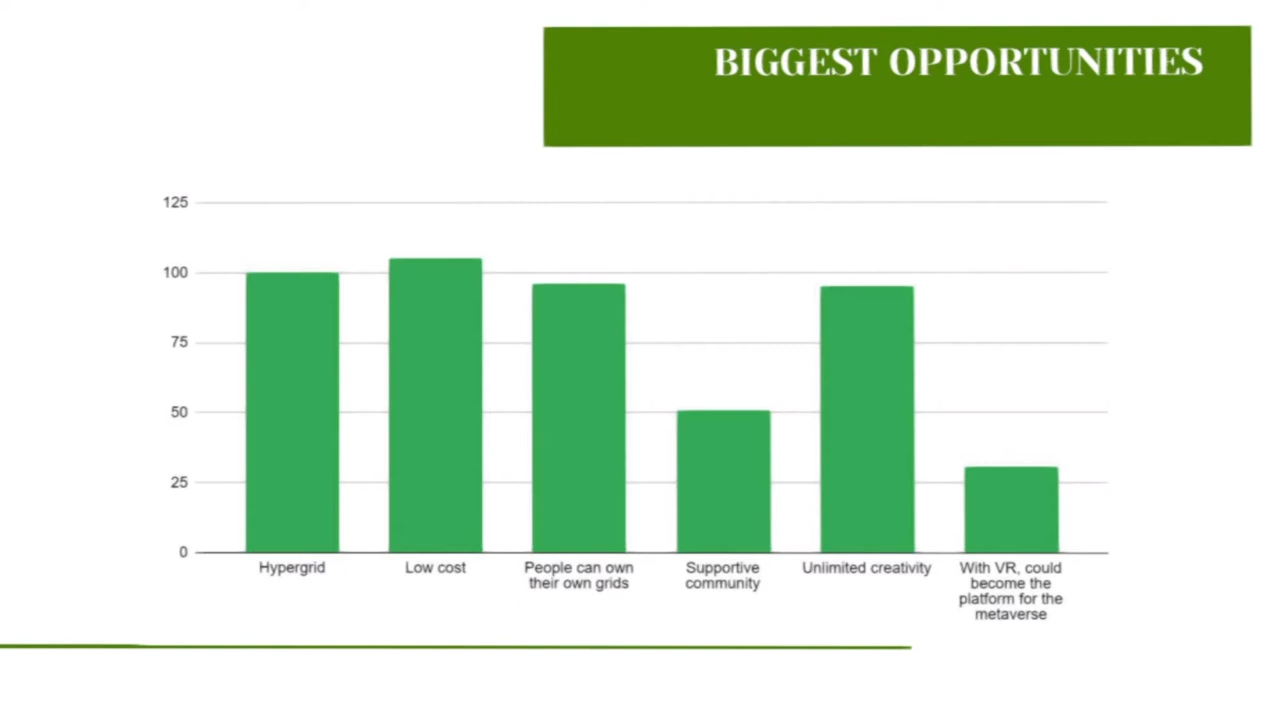 BIGGEST OPPORTUNITIES
125
100
75
50
25
0
Hypergrid
Low cost
People can own
their own grids
Supportive
community
Unlimited creativity
With VR, could
become the
platform for the
metaverse